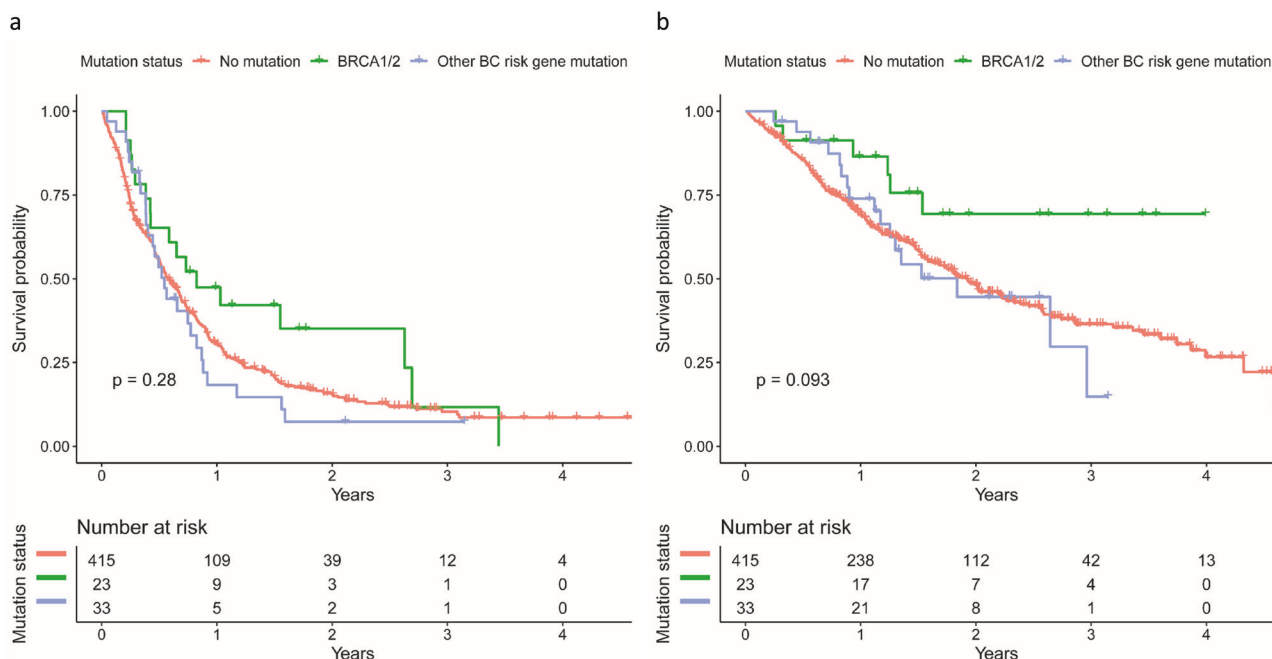 a
Mutation status No mutation BRCA1/2 Other BC risk gene mutation
Survival probability
1.00
0.75
0.50
0.25
0.00
p = 0.28
0 1 2 3 4
Years
Number at risk
Mutation status
415 109 39 12 4
23 9 3 1 0
33 5 2 1 0
0 1 2 3 4
Years
b
Mutation status No mutation BRCA1/2 Other BC risk gene mutation
Survival probability
1.00
0.75
0.50
0.25
0.00
p = 0.093
0 1 2 3 4
Years
Number at risk
Mutation status
415 238 112 42 13
23 17 7 4 0
33 21 8 1 0
0 1 2 3 4
Years